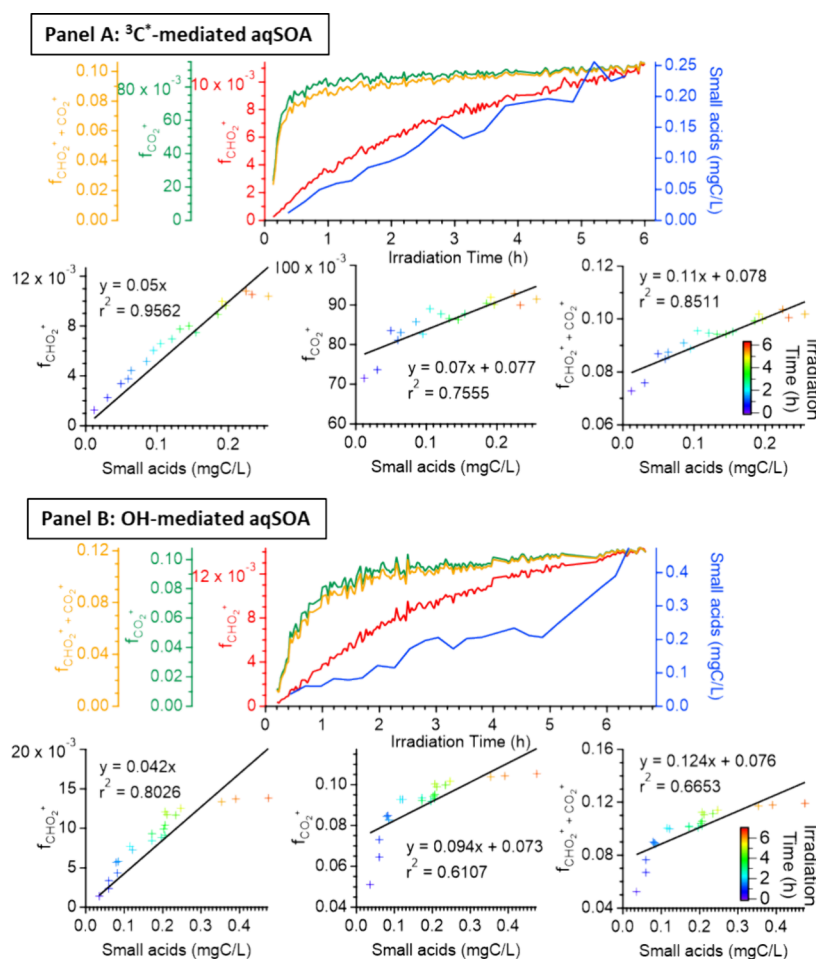 Panel A: ³C*-mediated aqSOA
f CHO₂⁺ + CO₂⁺
0.10
0.08
0.06
0.04
0.02
0.00
f CO₂⁺
80 x 10⁻³
60
40
20
0
f CHO₂⁺
10 x 10⁻³
8
6
4
2
0
0.25
0.20
0.15
0.10
0.05
0.00
Small acids (mgC/L)
0 1 2 3 4 5 6
Irradiation Time (h)
f CHO₂⁺
12 x 10⁻³
8
4
0
y = 0.05x
r² = 0.9562
0.0 0.1 0.2
Small acids (mgC/L)
f CO₂⁺
100 x 10⁻³
90
80
70
60
y = 0.07x + 0.077
r² = 0.7555
0.0 0.1 0.2
Small acids (mgC/L)
f CHO₂⁺ + CO₂⁺
0.12
0.10
0.08
0.06
y = 0.11x + 0.078
r² = 0.8511
0.0 0.1 0.2
Small acids (mgC/L)
6
4
2
0
Irradiation
Time (h)
Panel B: OH-mediated aqSOA
f CHO₂⁺ + CO₂⁺
0.12
0.08
0.04
0.00
f CO₂⁺
0.10
0.08
0.06
0.04
0.02
0.00
f CHO₂⁺
12 x 10⁻³
8
4
0
0.4
0.3
0.2
0.1
0.0
Small acids (mgC/L)
0 1 2 3 4 5 6
Irradiation Time (h)
f CHO₂⁺
20 x 10⁻³
15
10
5
0
y = 0.042x
r² = 0.8026
0.0 0.1 0.2 0.3 0.4
Small acids (mgC/L)
f CO₂⁺
0.10
0.08
0.06
0.04
y = 0.094x + 0.073
r² = 0.6107
0.0 0.1 0.2 0.3 0.4
Small acids (mgC/L)
f CHO₂⁺ + CO₂⁺
0.16
0.12
0.08
0.04
y = 0.124x + 0.076
r² = 0.6653
0.0 0.1 0.2 0.3 0.4
Small acids (mgC/L)
6
4
2
0
Irradiation
Time (h)